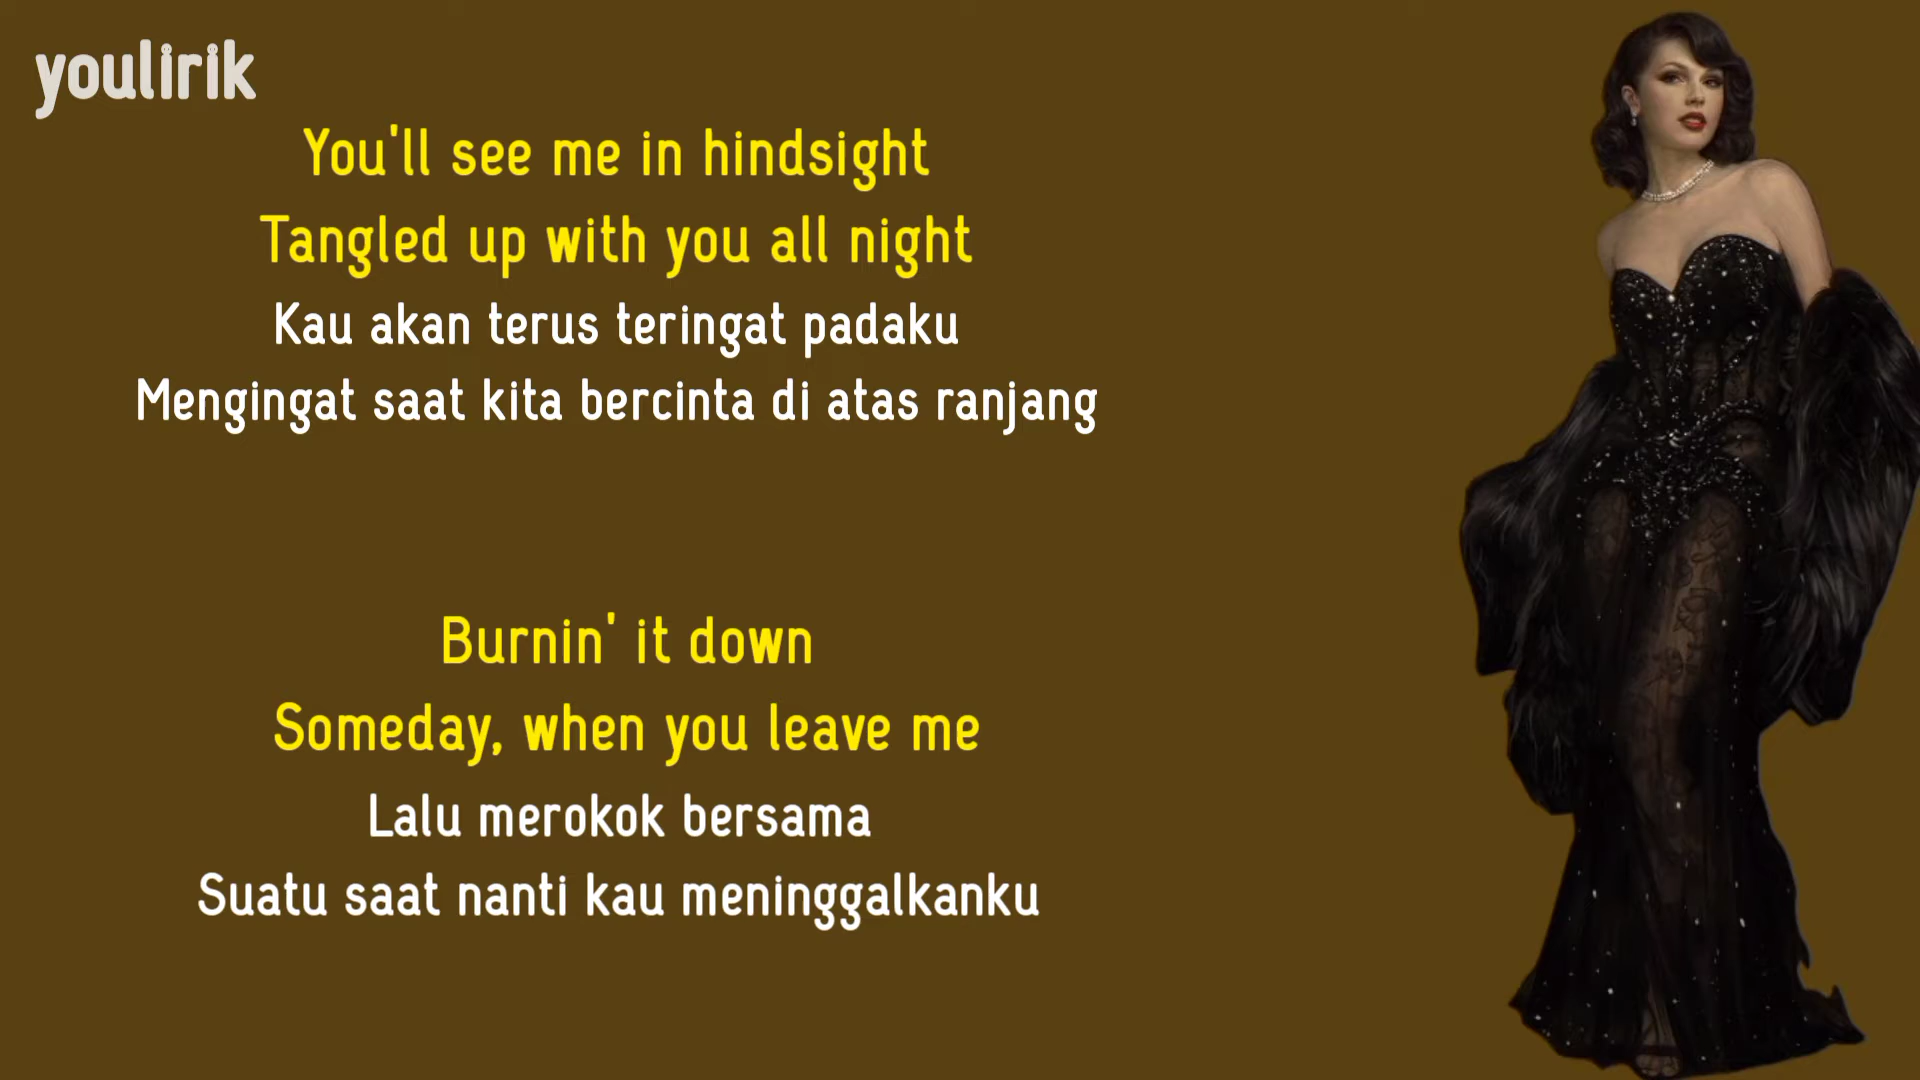 youlirik
You'll see me in hindsight
Tangled up with you all night
Kau akan terus teringat padaku
Mengingat saat kita bercinta di atas ranjang
Burnin' it down
Someday, when you leave me
Lalu merokok bersama
Suatu saat nanti kau meninggalkanku